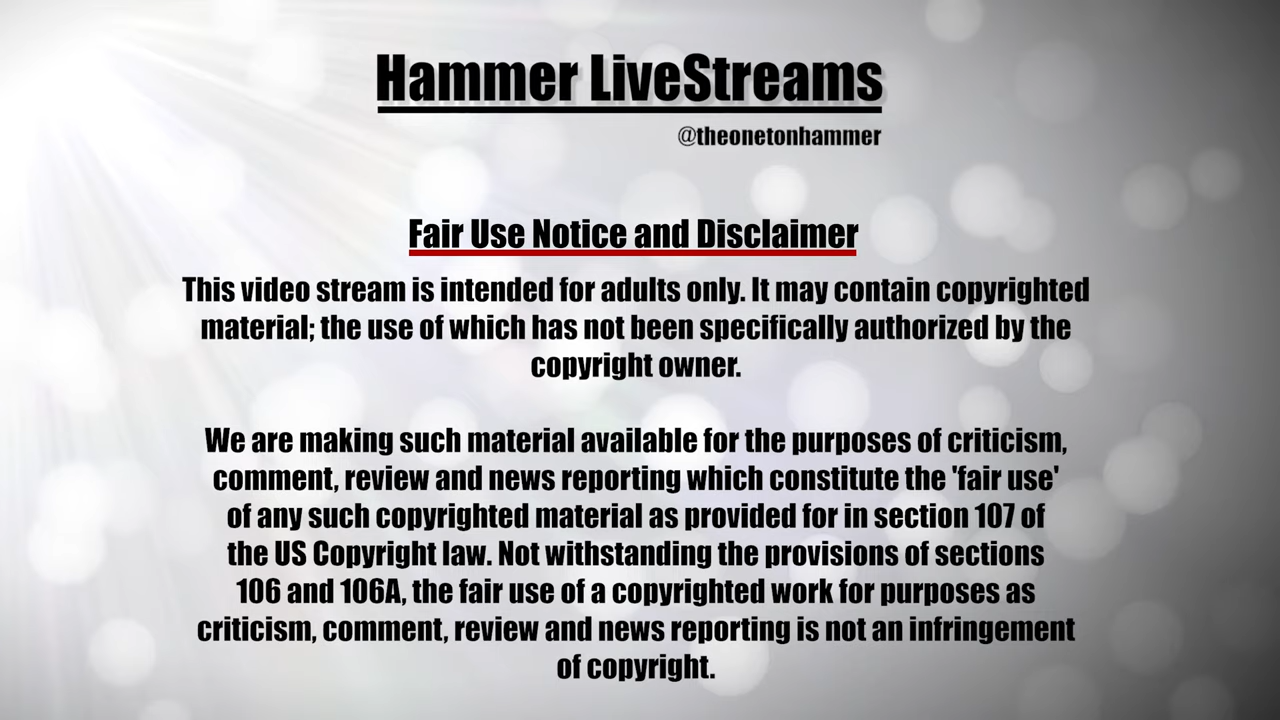 Hammer LiveStreams
@theonetonhammer
Fair Use Notice and Disclaimer
This video stream is intended for adults only. It may contain copyrighted
material; the use of which has not been specifically authorized by the
copyright owner.
We are making such material available for the purposes of criticism,
comment, review and news reporting which constitute the 'fair use'
of any such copyrighted material as provided for in section 107 of
the US Copyright law. Not withstanding the provisions of sections
106 and 106A, the fair use of a copyrighted work for purposes as
criticism, comment, review and news reporting is not an infringement
of copyright.